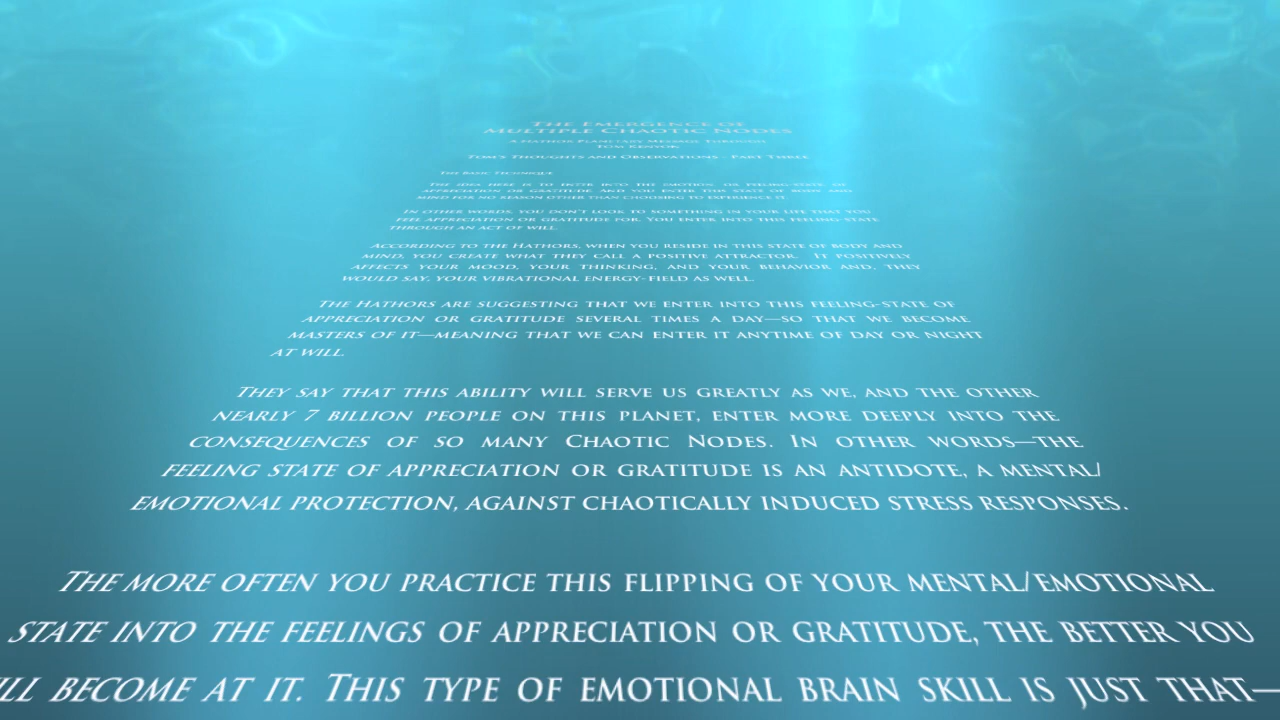 The Emergence of
Multiple Chaotic Nodes
A Hathor Planetary Message Through
Tom Kenyon
Tom's Thoughts and Observations - Part Three
The Basic Technique
The idea here is to enter into the emotion, or feeling-state, of
appreciation or gratitude. And you enter this state of body and
mind for no reason other than choosing to experience it.
In other words, you don't look to something in your life that you
feel appreciation or gratitude for. You enter into this feeling state
through an act of will.
According to the Hathors, when you reside in this state of body and
mind, you create what they call a positive attractor. It positively
affects your mood, your thinking, and your behavior and, they
would say, your vibrational energy-field as well.
The Hathors are suggesting that we enter into this feeling-state of
appreciation or gratitude several times a day—so that we become
masters of it—meaning that we can enter it anytime of day or night
at will.
They say that this ability will serve us greatly as we, and the other
nearly 7 billion people on this planet, enter more deeply into the
consequences of so many Chaotic Nodes. In other words—the
feeling state of appreciation or gratitude is an antidote, a mental/
emotional protection, against chaotically induced stress responses.
The more often you practice this flipping of your mental/emotional
state into the feelings of appreciation or gratitude, the better you
ill become at it. This type of emotional brain skill is just that—